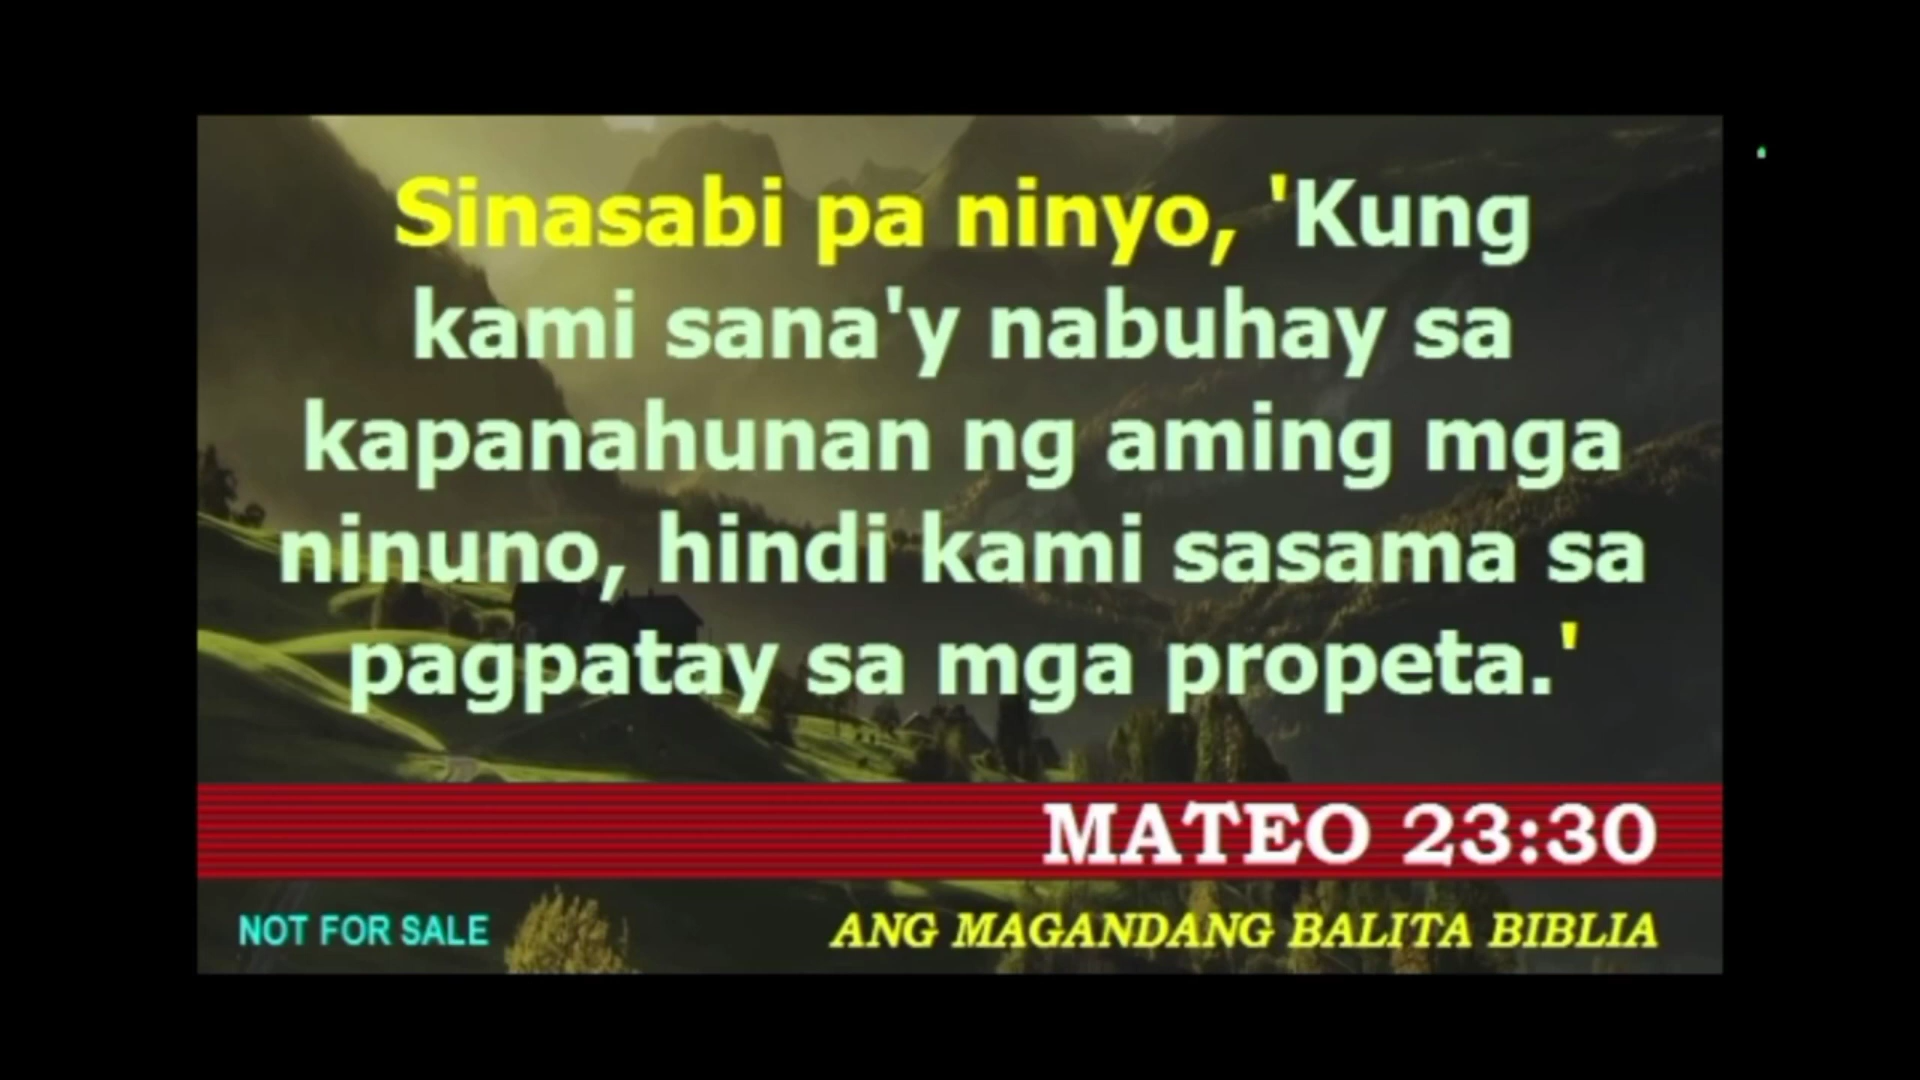 Sinasabi pa ninyo, 'Kung
kami sana'y nabuhay sa
kapanahunan ng aming mga
ninuno, hindi kami sasama sa
pagpatay sa mga propeta.'
MATEO 23:30
NOT FOR SALE
ANG MAGANDANG BALITA BIBLIA